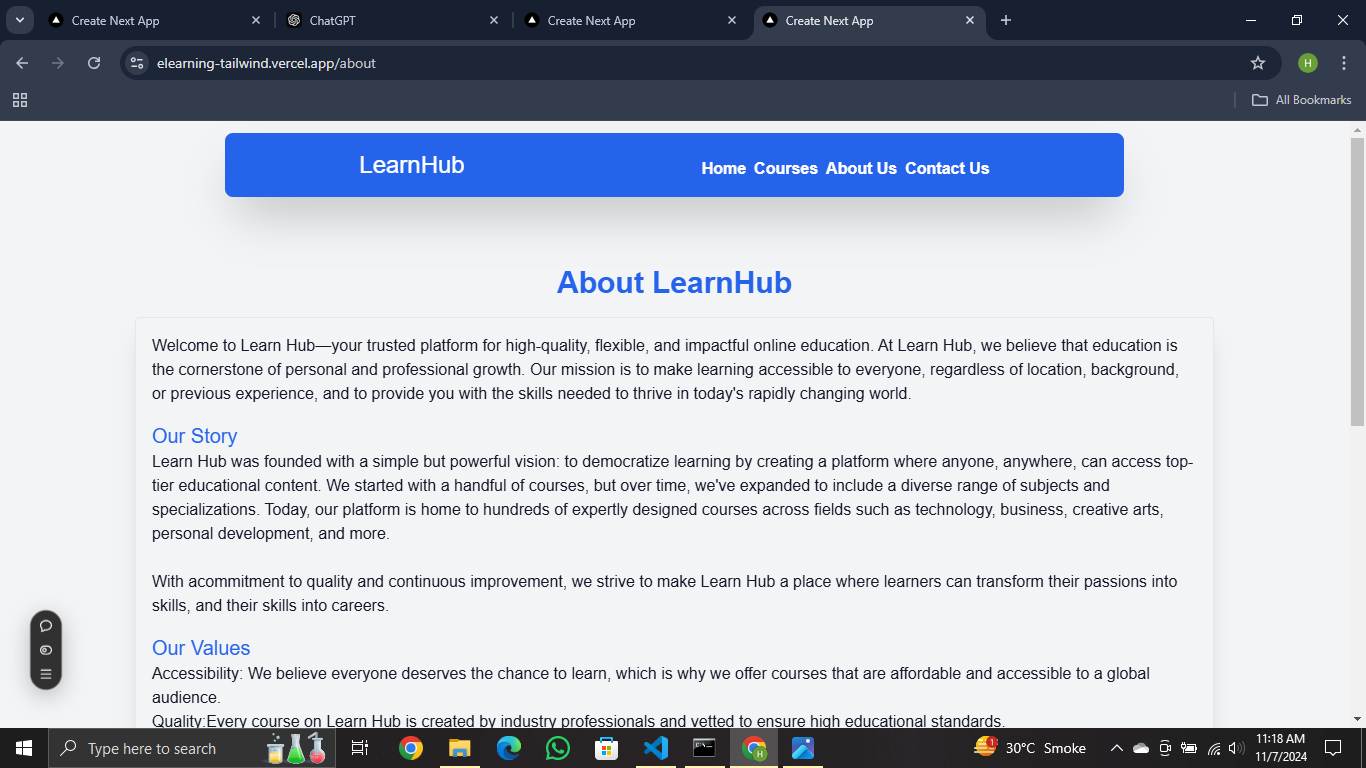 Create Next App
ChatGPT
Create Next App
Create Next App
elearning-tailwind.vercel.app/about
H
All Bookmarks
LearnHub
Home Courses About Us Contact Us
About LearnHub
Welcome to Learn Hub—your trusted platform for high-quality, flexible, and impactful online education. At Learn Hub, we believe that education is
the cornerstone of personal and professional growth. Our mission is to make learning accessible to everyone, regardless of location, background,
or previous experience, and to provide you with the skills needed to thrive in today's rapidly changing world.
Our Story
Learn Hub was founded with a simple but powerful vision: to democratize learning by creating a platform where anyone, anywhere, can access top-
tier educational content. We started with a handful of courses, but over time, we've expanded to include a diverse range of subjects and
specializations. Today, our platform is home to hundreds of expertly designed courses across fields such as technology, business, creative arts,
personal development, and more.
With acommitment to quality and continuous improvement, we strive to make Learn Hub a place where learners can transform their passions into
skills, and their skills into careers.
Our Values
Accessibility: We believe everyone deserves the chance to learn, which is why we offer courses that are affordable and accessible to a global
audience.
Quality:Every course on Learn Hub is created by industry professionals and vetted to ensure high educational standards.
Type here to search
H
1
30°C Smoke
11:18 AM
11/7/2024